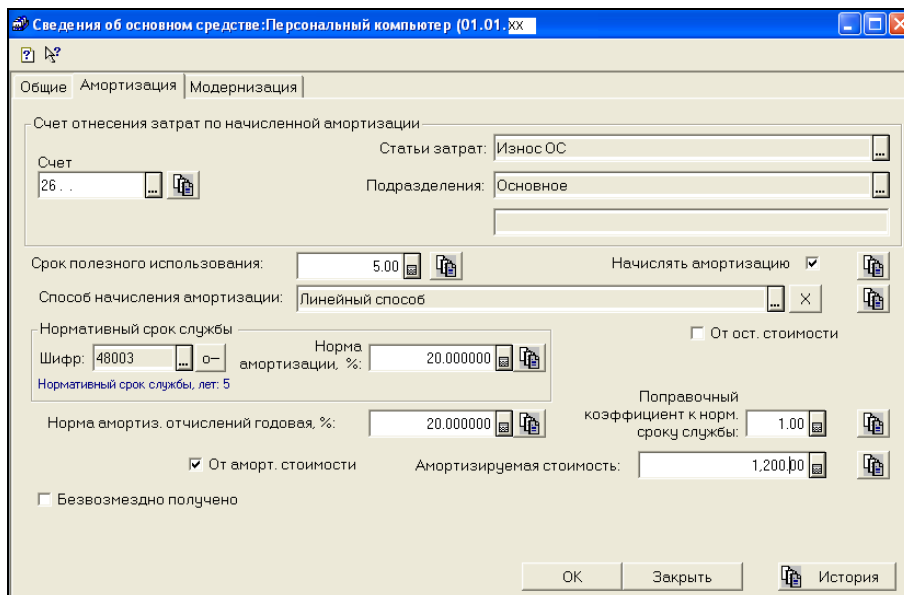 Сведения об основном средстве:Персональный компьютер (01.01.xx
Общие Амортизация Модернизация
Счет отнесения затрат по начисленной амортизации
Статьи затрат: Износ ОС ...
Счет
26 . . ... Подразделения: Основное ...
Срок полезного использования: 5.00 Начислять амортизацию
Способ начисления амортизации: Линейный способ ... X
Нормативный срок службы
От ост. стоимости
Шифр: 48003 ... о– Норма амортизации, %: 20.000000
Нормативный срок службы, лет: 5
Норма амортиз. отчислений годовая, %: 20.000000
Поправочный
коэффициент к норм.
сроку службы: 1.00
От аморт. стоимости Амортизируемая стоимость: 1,200.00
Безвозмездно получено
OK Закрыть История